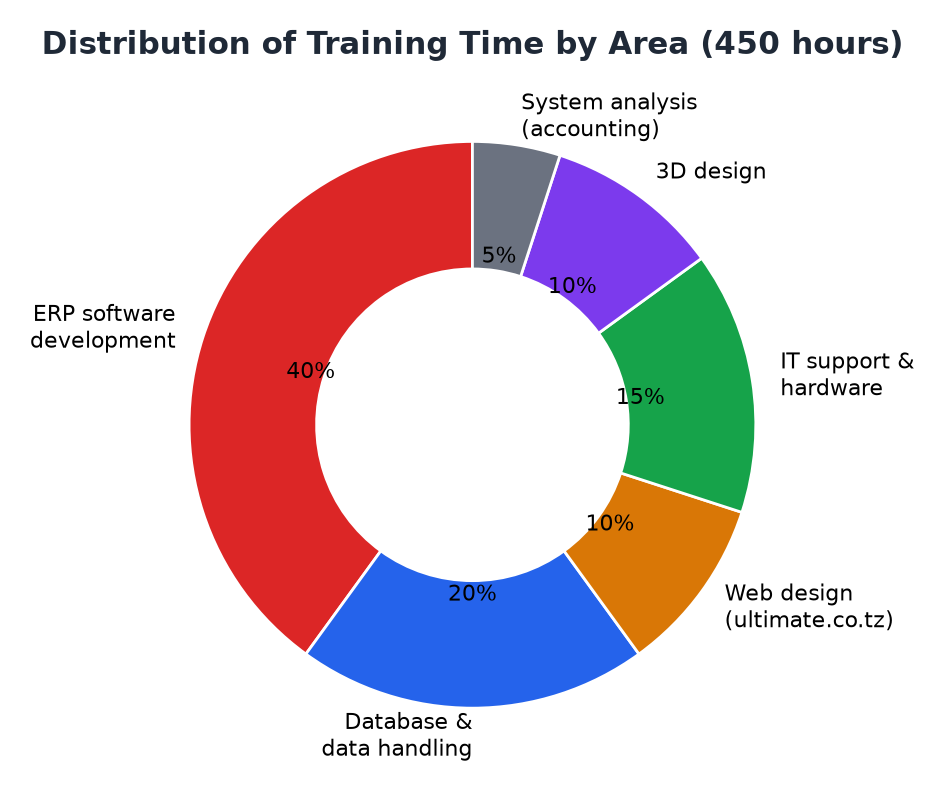 Distribution of Training Time by Area (450 hours)
System analysis
(accounting)
3D design
5%
10%
ERP software
development
40%
IT support &
hardware
15%
10%
Web design
(ultimate.co.tz)
20%
Database &
data handling